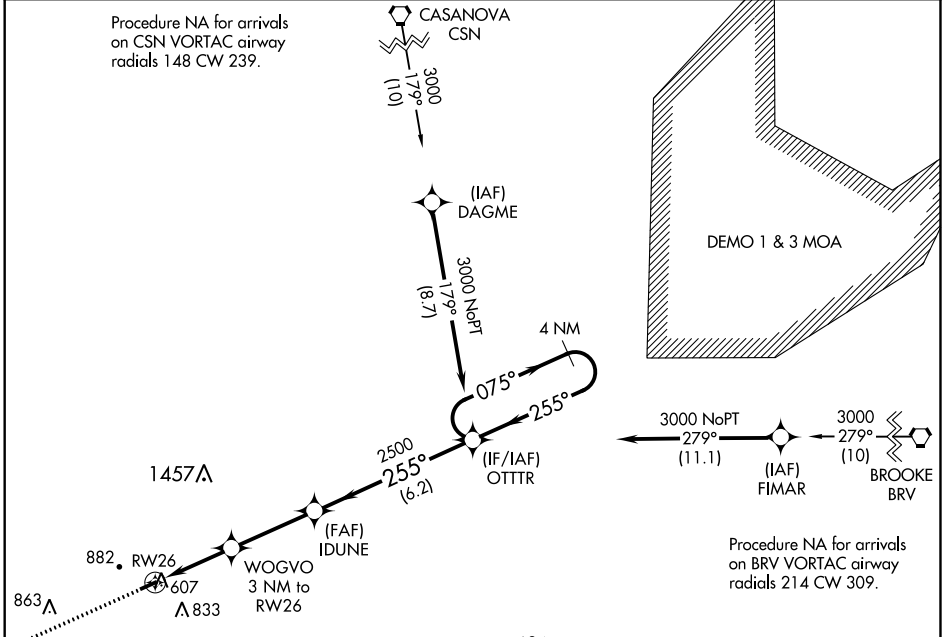 Procedure NA for arrivals
on CSN VORTAC airway
radials 148 CW 239.
CASANOVA
CSN
3000
179°
(10)
(IAF)
DAGME
DEMO 1 & 3 MOA
3000 NoPT
179°
(8.7)
4 NM
075°
255°
3000 NoPT
279°
(11.1)
3000
279°
(10)
(IAF)
FIMAR
BROOKE
BRV
2500
255°
(6.2)
(IF/IAF)
OTTTR
1457
(FAF)
IDUNE
Procedure NA for arrivals
on BRV VORTAC airway
radials 214 CW 309.
882
RW26
WOGVO
3 NM to
RW26
607
863
833